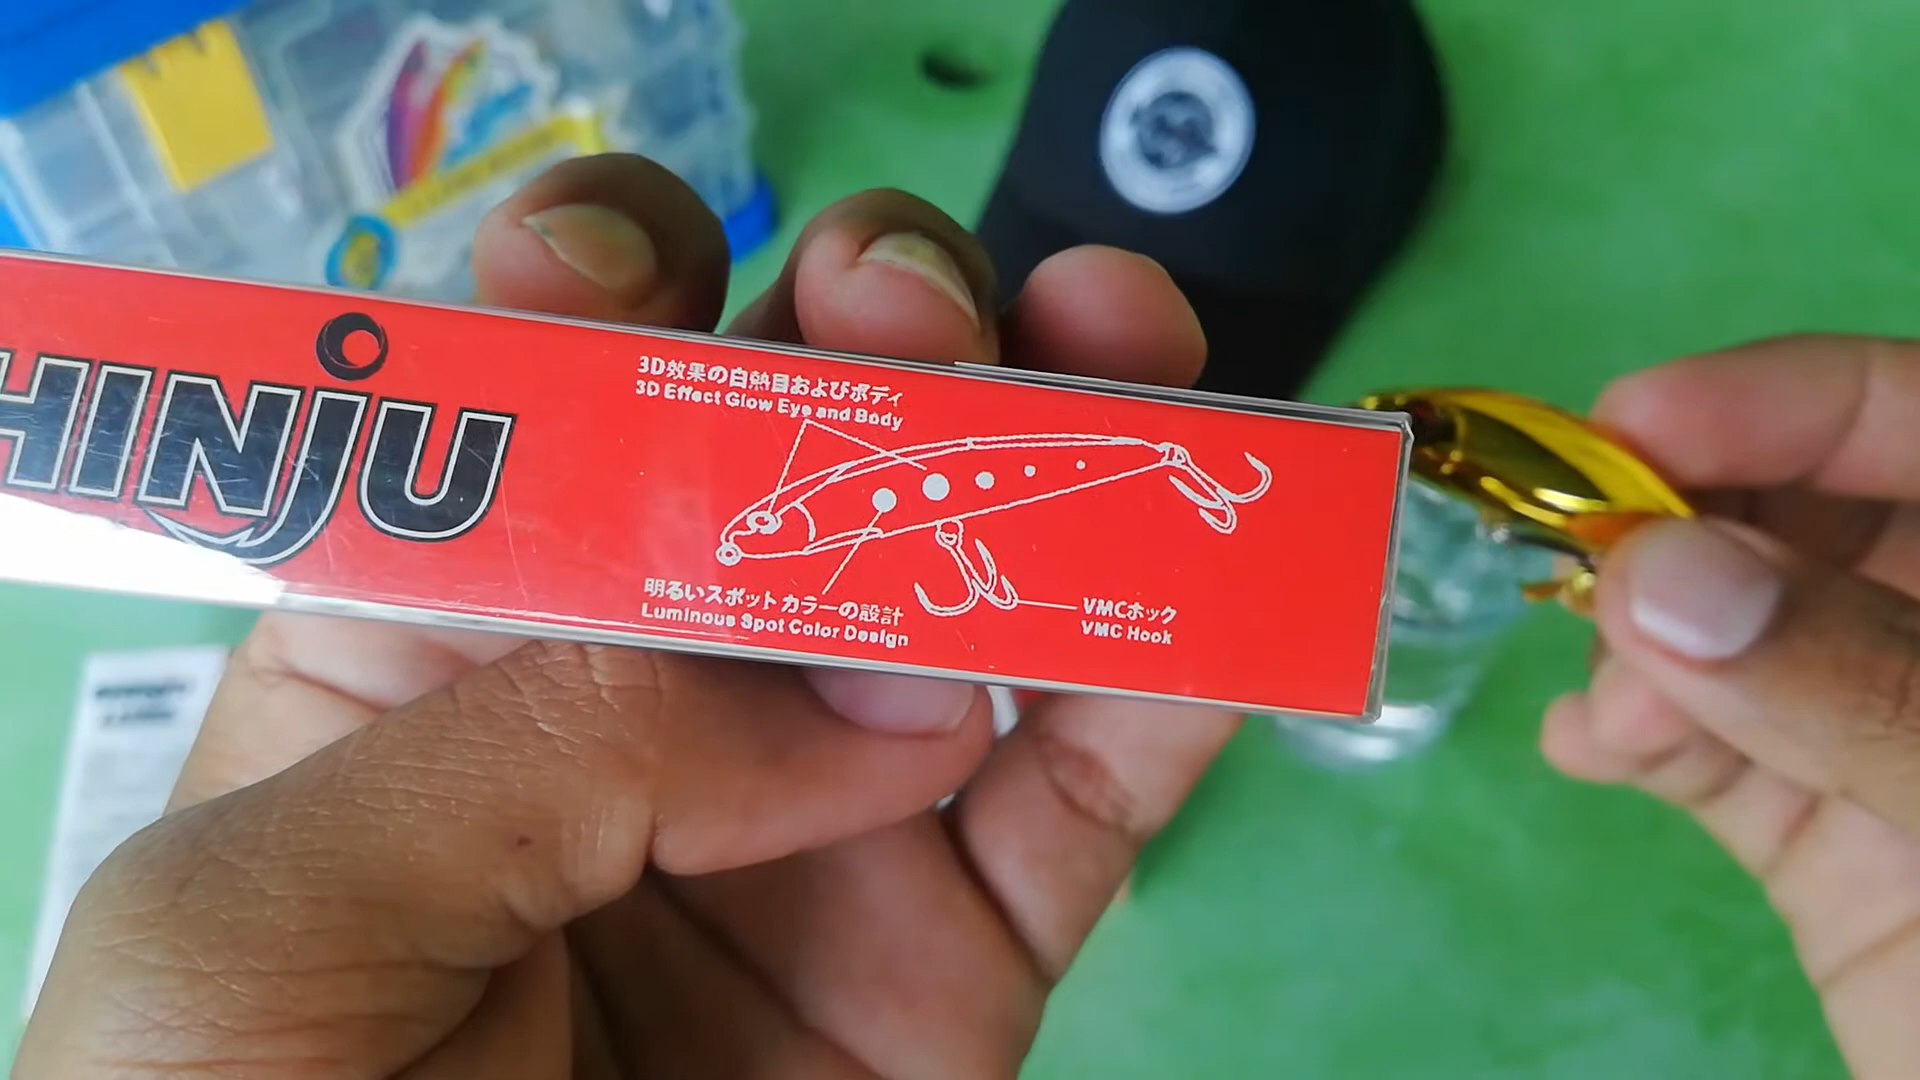 HINJU
3D効果の白熱目およびボディ
3D Effect Glow Eye and Body
明るいスポット カラーの設計
Luminous Spot Color Design
VMCホック
VMC Hook